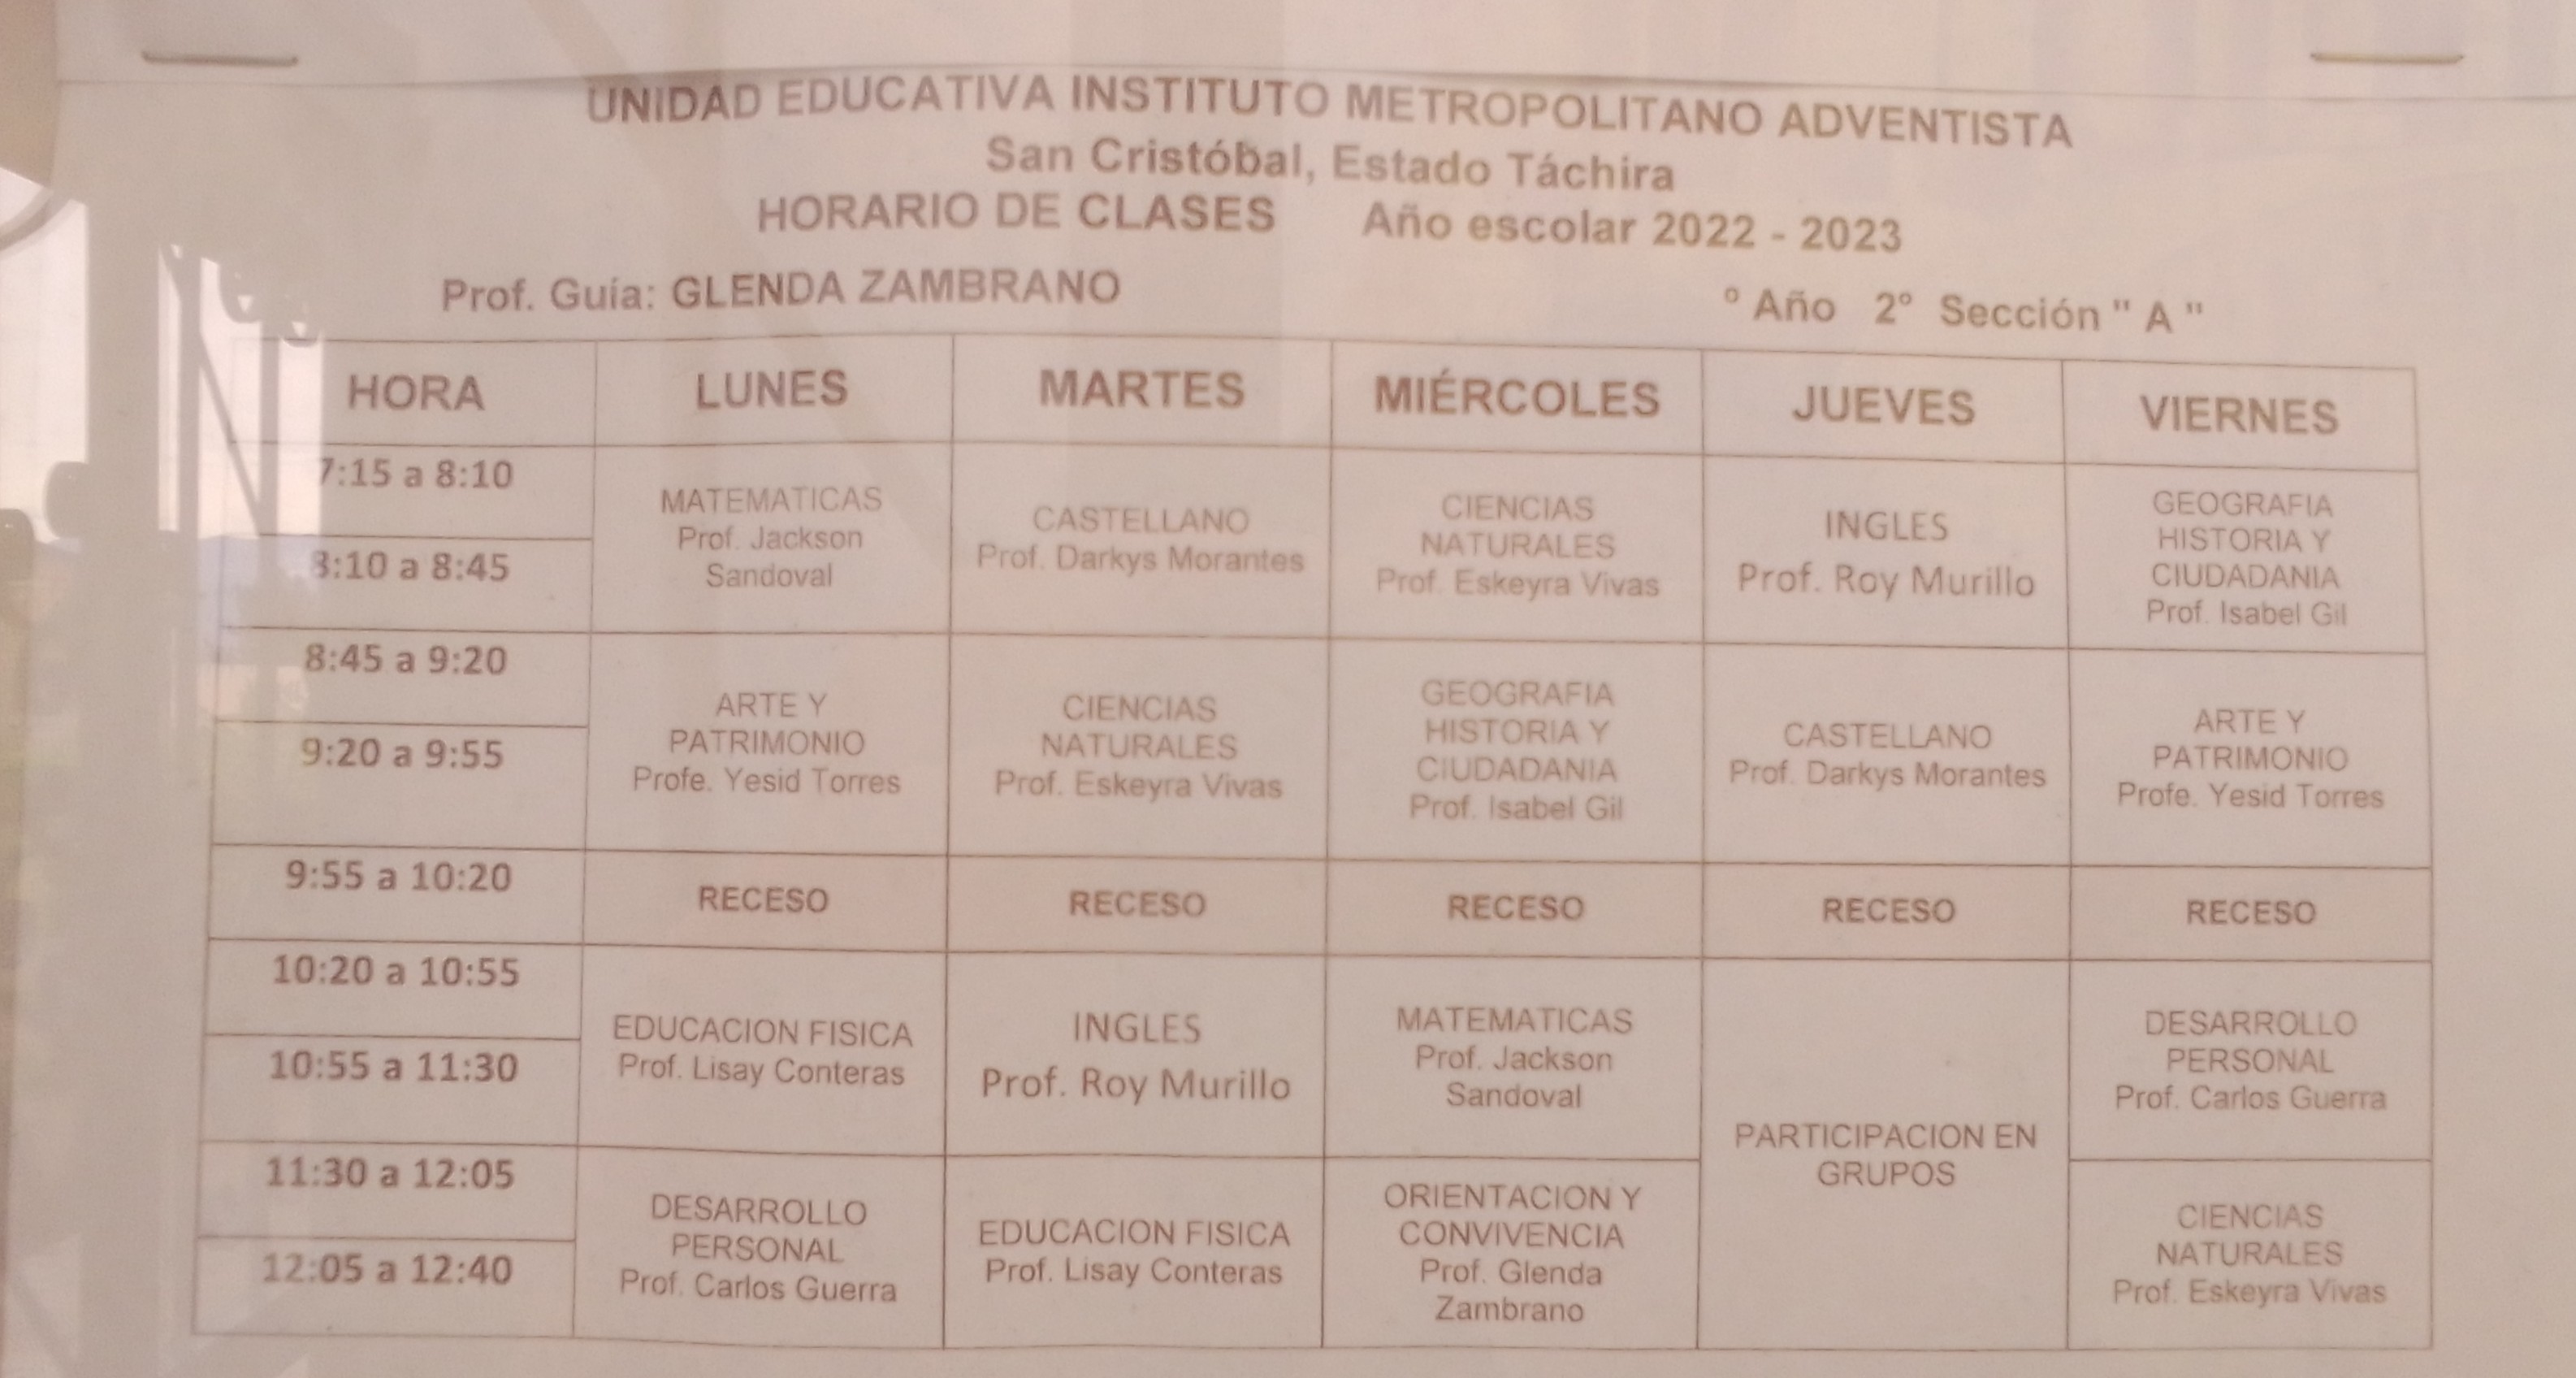 UNIDAD EDUCATIVA INSTITUTO METROPOLITANO ADVENTISTA
San Cristóbal, Estado Táchira
HORARIO DE CLASES Año escolar 2022 - 2023
Prof. Guía: GLENDA ZAMBRANO º Año 2° Sección " A "
HORA LUNES MARTES MIÉRCOLES JUEVES VIERNES
7:15 a 8:10
8:10 a 8:45
MATEMATICAS
Prof. Jackson
Sandoval
CASTELLANO
Prof. Darkys Morantes
CIENCIAS
NATURALES
Prof. Eskeyra Vivas
INGLES
Prof. Roy Murillo
GEOGRAFIA
HISTORIA Y
CIUDADANIA
Prof. Isabel Gil
8:45 a 9:20
9:20 a 9:55
ARTE Y
PATRIMONIO
Profe. Yesid Torres
CIENCIAS
NATURALES
Prof. Eskeyra Vivas
GEOGRAFIA
HISTORIA Y
CIUDADANIA
Prof. Isabel Gil
CASTELLANO
Prof. Darkys Morantes
ARTE Y
PATRIMONIO
Profe. Yesid Torres
9:55 a 10:20 RECESO RECESO RECESO RECESO RECESO
10:20 a 10:55
10:55 a 11:30
EDUCACION FISICA
Prof. Lisay Conteras
INGLES
Prof. Roy Murillo
MATEMATICAS
Prof. Jackson
Sandoval
PARTICIPACION EN
GRUPOS
DESARROLLO
PERSONAL
Prof. Carlos Guerra
11:30 a 12:05
12:05 a 12:40
DESARROLLO
PERSONAL
Prof. Carlos Guerra
EDUCACION FISICA
Prof. Lisay Conteras
ORIENTACION Y
CONVIVENCIA
Prof. Glenda
Zambrano
CIENCIAS
NATURALES
Prof. Eskeyra Vivas